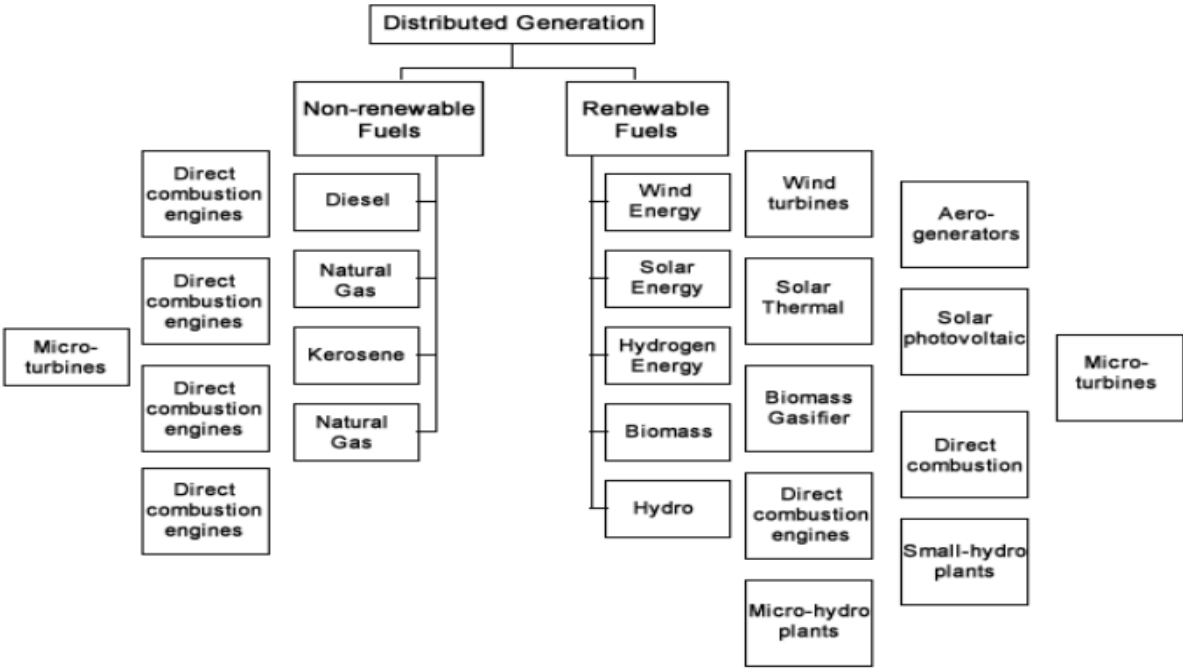 Distributed Generation
Non-renewable
Fuels
Renewable
Fuels
Direct
combustion
engines
Diesel
Wind
Energy
Wind
turbines
Aero-
generators
Direct
combustion
engines
Natural
Gas
Solar
Energy
Solar
Thermal
Solar
photovoltaic
Micro-
turbines
Kerosene
Hydrogen
Energy
Micro-
turbines
Direct
combustion
engines
Natural
Gas
Biomass
Biomass
Gasifier
Direct
combustion
Direct
combustion
engines
Hydro
Direct
combustion
engines
Small-hydro
plants
Micro-hydro
plants